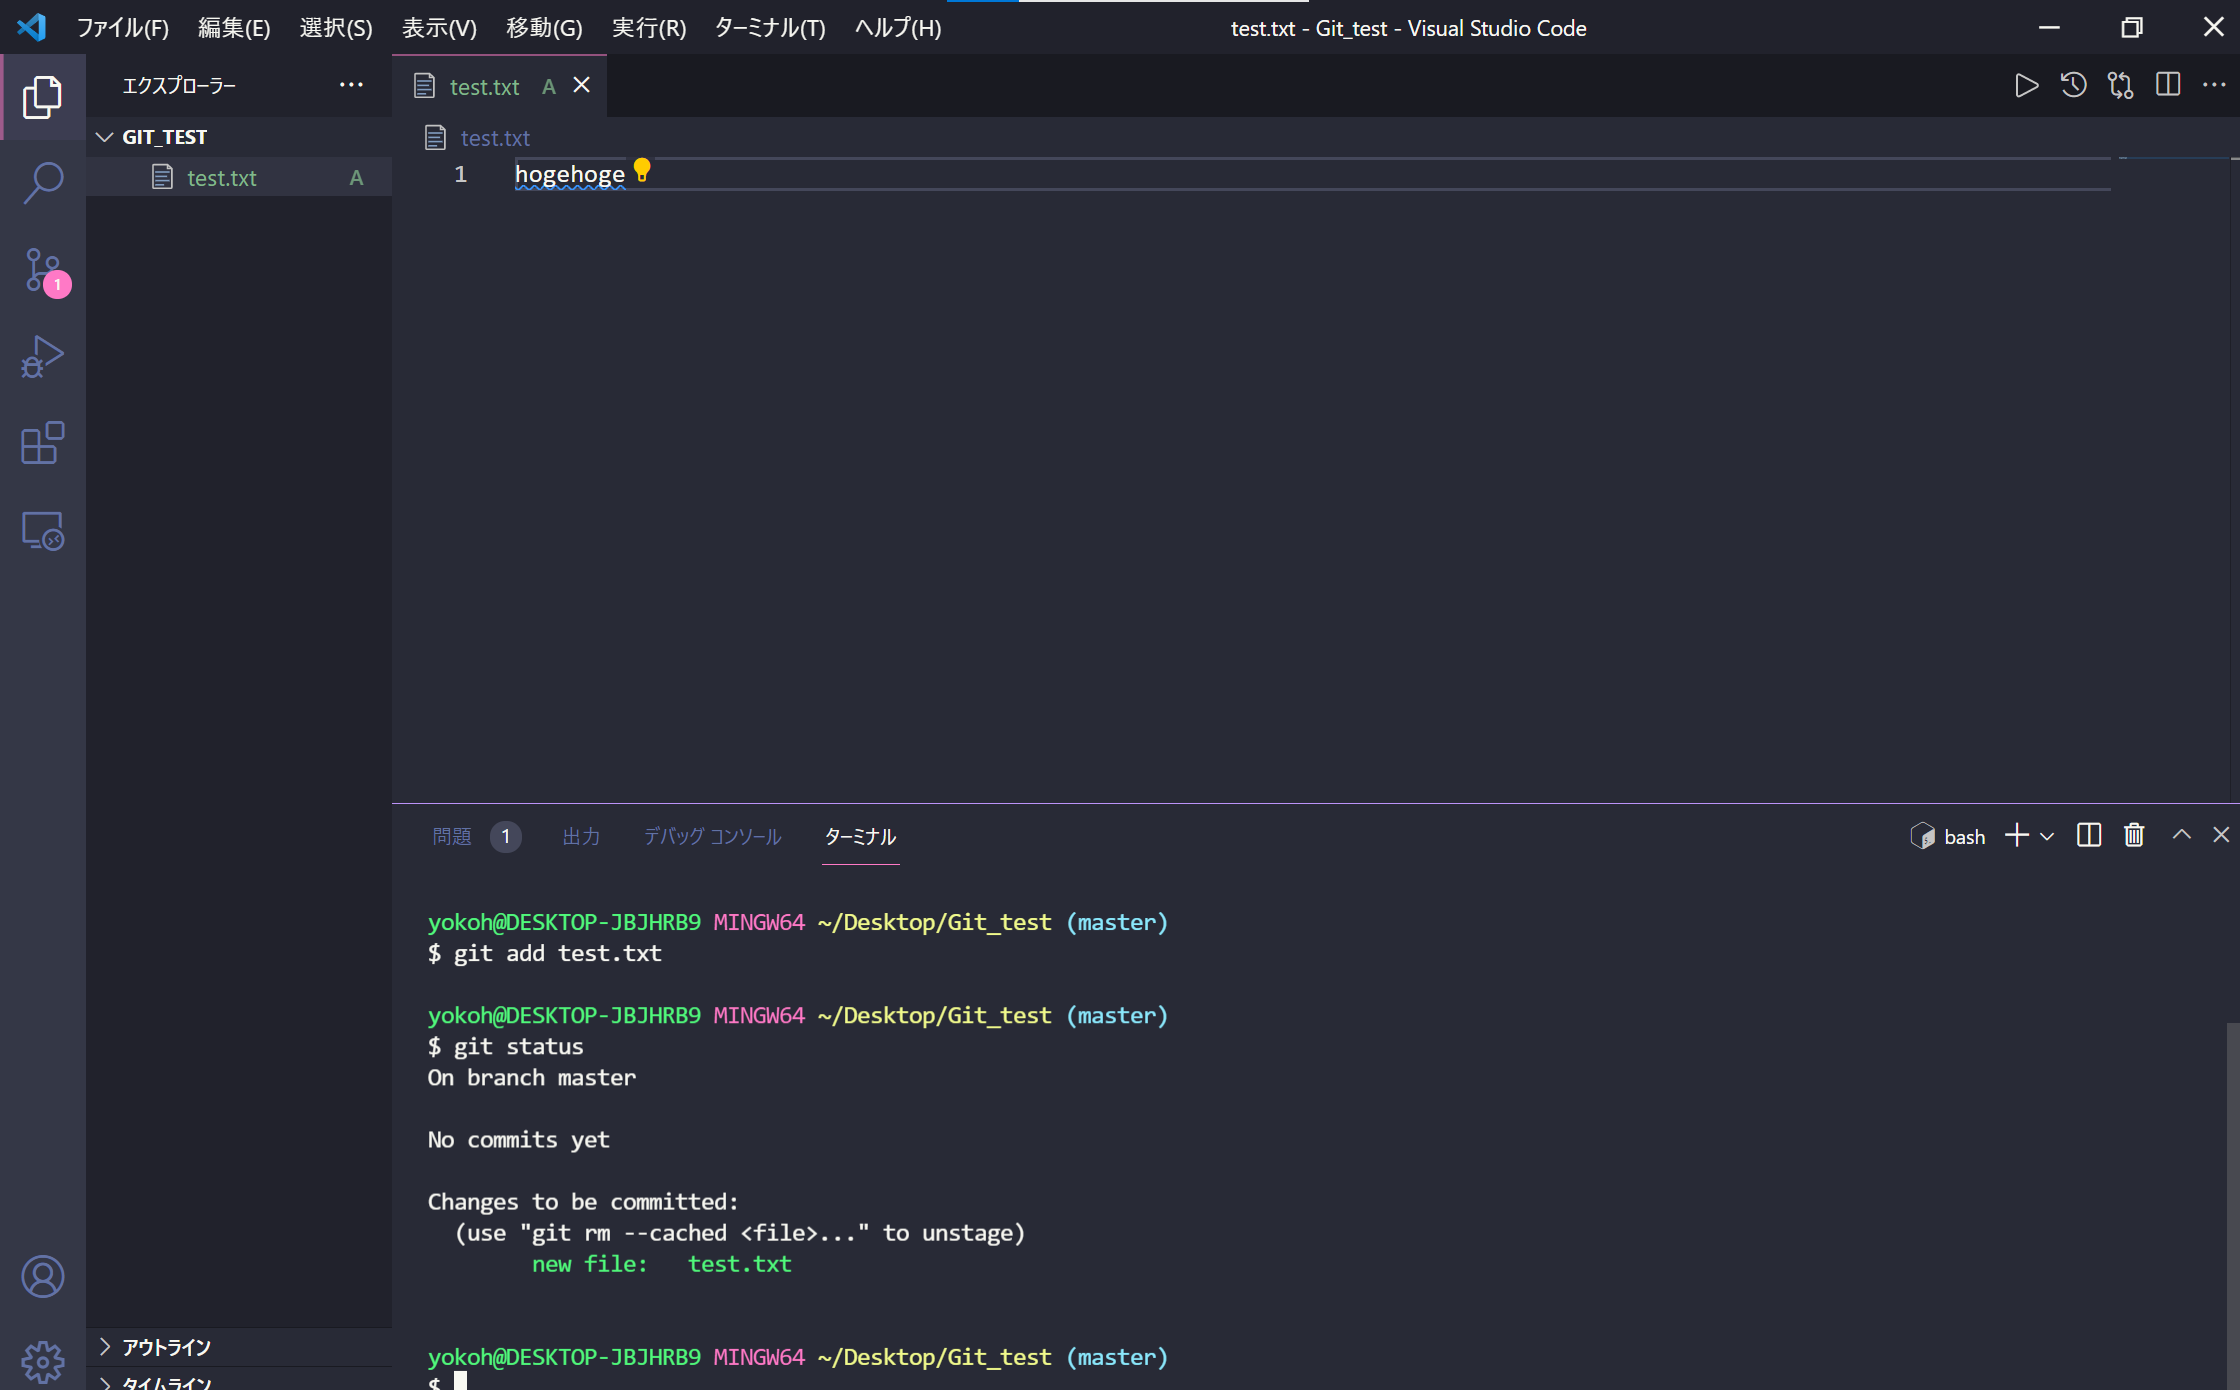 ファイル(F) 編集(E) 選択(S) 表示(V) 移動(G) 実行(R) ターミナル(T) ヘルプ(H) test.txt - Git_test - Visual Studio Code
エクスプローラー
test.txt A
GIT_TEST
test.txt A
test.txt
1 hogehoge
1
問題 1 出力 デバッグ コンソール ターミナル bash
yokoh@DESKTOP-JBJHRB9 MINGW64 ~/Desktop/Git_test (master)
$ git add test.txt
yokoh@DESKTOP-JBJHRB9 MINGW64 ~/Desktop/Git_test (master)
$ git status
On branch master
No commits yet
Changes to be committed:
(use "git rm --cached <file>..." to unstage)
new file: test.txt
yokoh@DESKTOP-JBJHRB9 MINGW64 ~/Desktop/Git_test (master)
$
アウトライン
タイムライン